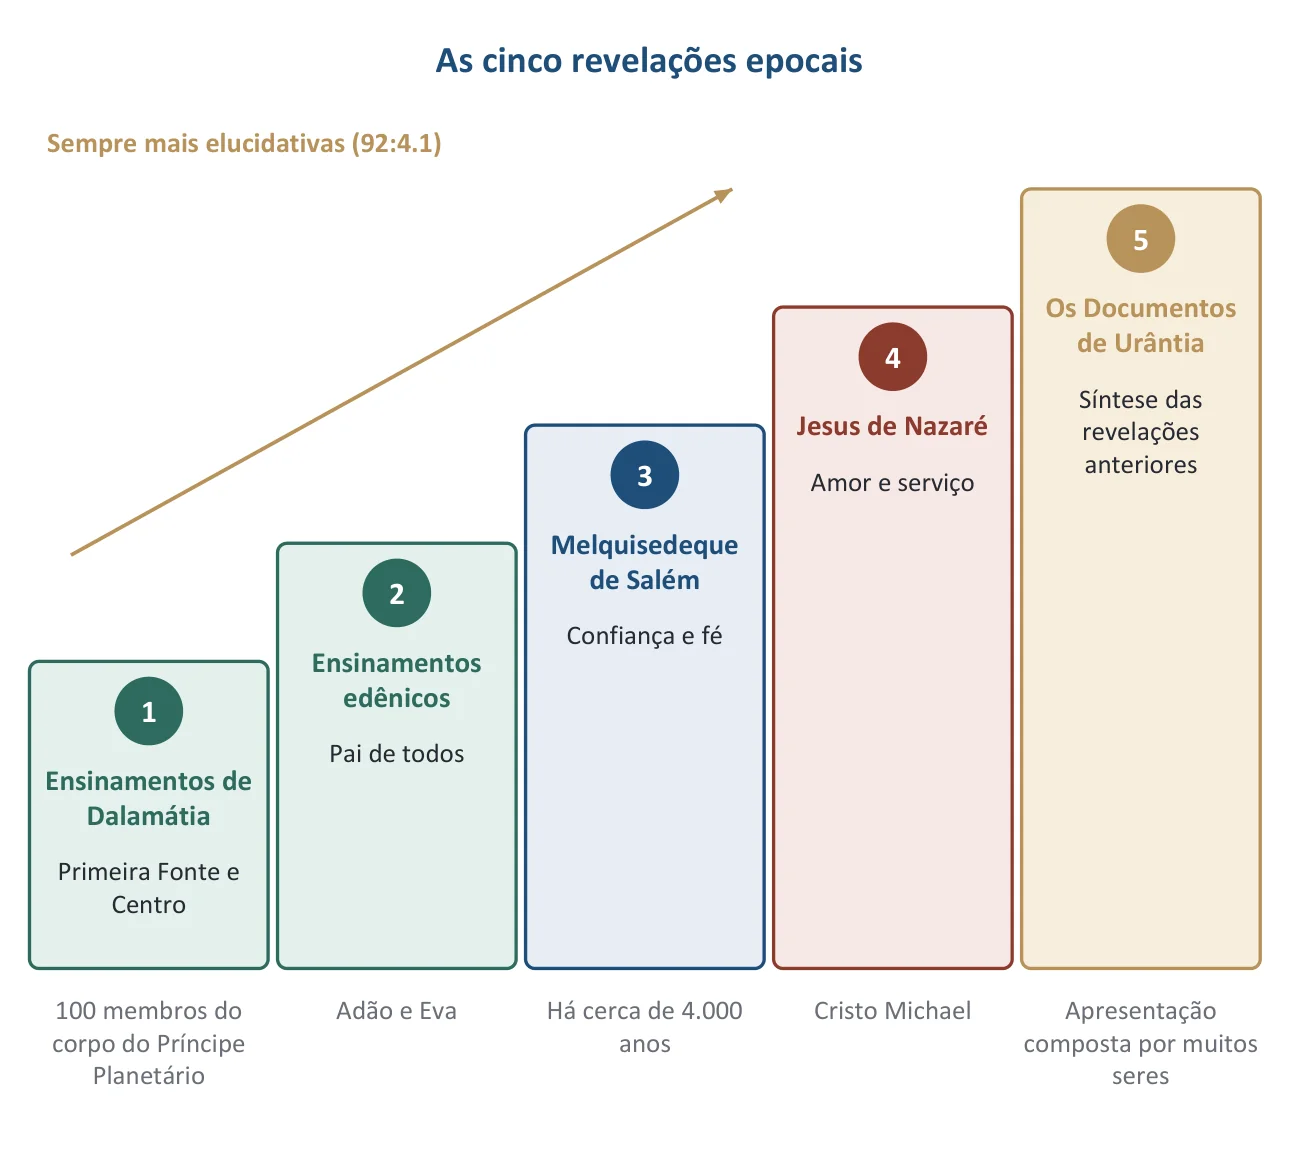 As cinco revelações epocais
Sempre mais elucidativas (92:4.1)
1
Ensinamentos de
Dalamátia
Primeira Fonte e
Centro
100 membros do
corpo do Príncipe
Planetário
2
Ensinamentos
edênicos
Pai de todos
Adão e Eva
3
Melquisedeque
de Salém
Confiança e fé
Há cerca de 4.000
anos
4
Jesus de Nazaré
Amor e serviço
Cristo Michael
5
Os Documentos
de Urântia
Síntese das
revelações
anteriores
Apresentação
composta por muitos
seres